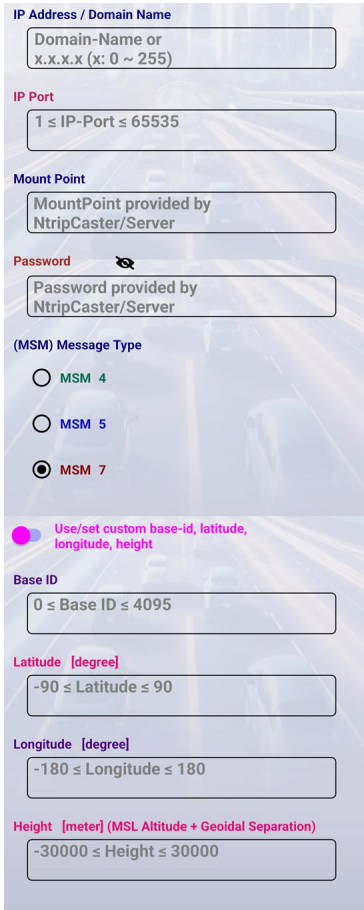 IP Address / Domain Name
Domain-Name or
x.x.x.x (x: 0 ~ 255)
IP Port
1 ≤ IP-Port ≤ 65535
Mount Point
MountPoint provided by
NtripCaster/Server
Password
Password provided by
NtripCaster/Server
(MSM) Message Type
MSM 4
MSM 5
MSM 7
Use/set custom base-id, latitude,
longitude, height
Base ID
0 ≤ Base ID ≤ 4095
Latitude [degree]
-90 ≤ Latitude ≤ 90
Longitude [degree]
-180 ≤ Longitude ≤ 180
Height [meter] (MSL Altitude + Geoidal Separation)
-30000 ≤ Height ≤ 30000